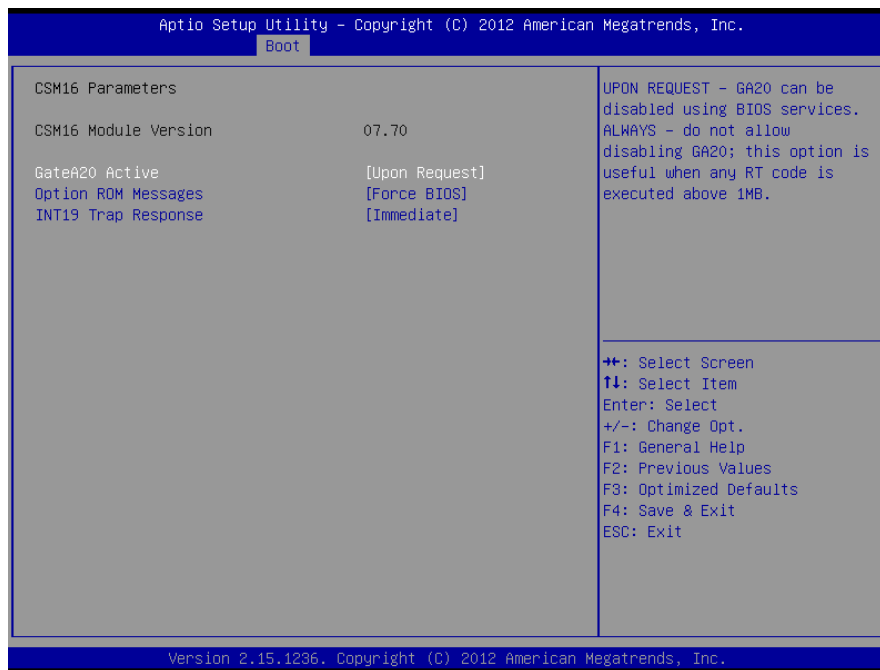 Aptio Setup Utility – Copyright (C) 2012 American Megatrends, Inc.
Boot
CSM16 Parameters
CSM16 Module Version 07.70
GateA20 Active [Upon Request]
Option ROM Messages [Force BIOS]
INT19 Trap Response [Immediate]
UPON REQUEST – GA20 can be
disabled using BIOS services.
ALWAYS – do not allow
disabling GA20; this option is
useful when any RT code is
executed above 1MB.
→←: Select Screen
↑↓: Select Item
Enter: Select
+/-: Change Opt.
F1: General Help
F2: Previous Values
F3: Optimized Defaults
F4: Save & Exit
ESC: Exit
Version 2.15.1236. Copyright (C) 2012 American Megatrends, Inc.